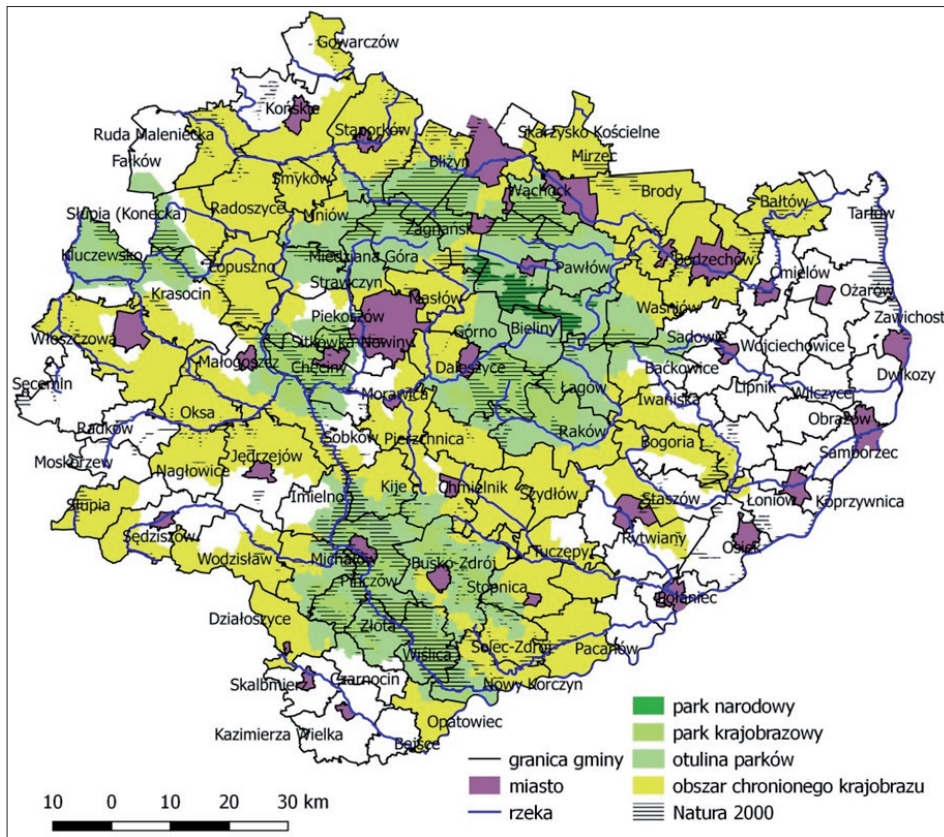 Gowarczów
Końskie
Ruda Maleniecka
Stąporków
Skarżysko Kościelne
Fałków
Bliżyn
Mirzec
Smyków
Wąchock
Brody
Bałtów
Słupia (Konecka)
Radoszyce
Mniów
Tarłów
Zagnańsk
Kluczewsko
Łopuszno
Miedziana Góra
Pawłów
Bodzechów
Strawczyn
Ćmielów
Ożarów
Krasocin
Masłów
Waśniów
Zawichost
Piekoszów
Włoszczowa
Górno
Bieliny
Sadowie
Wojciechowice
Sitkówka-Nowiny
Małogoszcz
Chęciny
Daleszyce
Baćkowice
Dwikozy
Secemin
Łagów
Lipnik
Wilczyce
Morawica
Iwaniska
Oksa
Obrazów
Radków
Sobków
Pierzchnica
Raków
Bogoria
Samborzec
Moskorzew
Jędrzejów
Nagłowice
Imielno
Kije
Chmielnik
Szydłów
Staszów
Łoniów
Koprzywnica
Słupia
Sędziszów
Rytwiany
Osiek
Wodzisław
Michałów
Busko-Zdrój
Tuczępy
Pińczów
Stopnica
Połaniec
Działoszyce
Złota
Solec-Zdrój
Pacanów
Wiślica
Skalbmierz
Czarnocin
Nowy Korczyn
Opatowiec
Kazimierza Wielka
Bejsce
granica gminy
miasto
rzeka
park narodowy
park krajobrazowy
otulina parków
obszar chronionego krajobrazu
Natura 2000
10 0 10 20 30 km